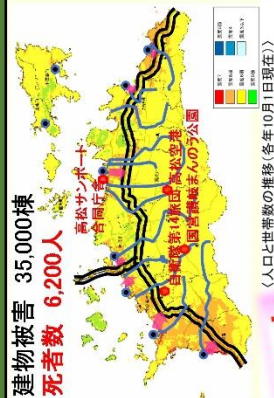 建物被害 35,000棟
死者数 6,200人
高松サンポート
合同庁舎
自衛隊第14旅団
高松空港
国営讃岐まんのう公園
〈人口と世帯数の推移(各年10月1日現在)〉